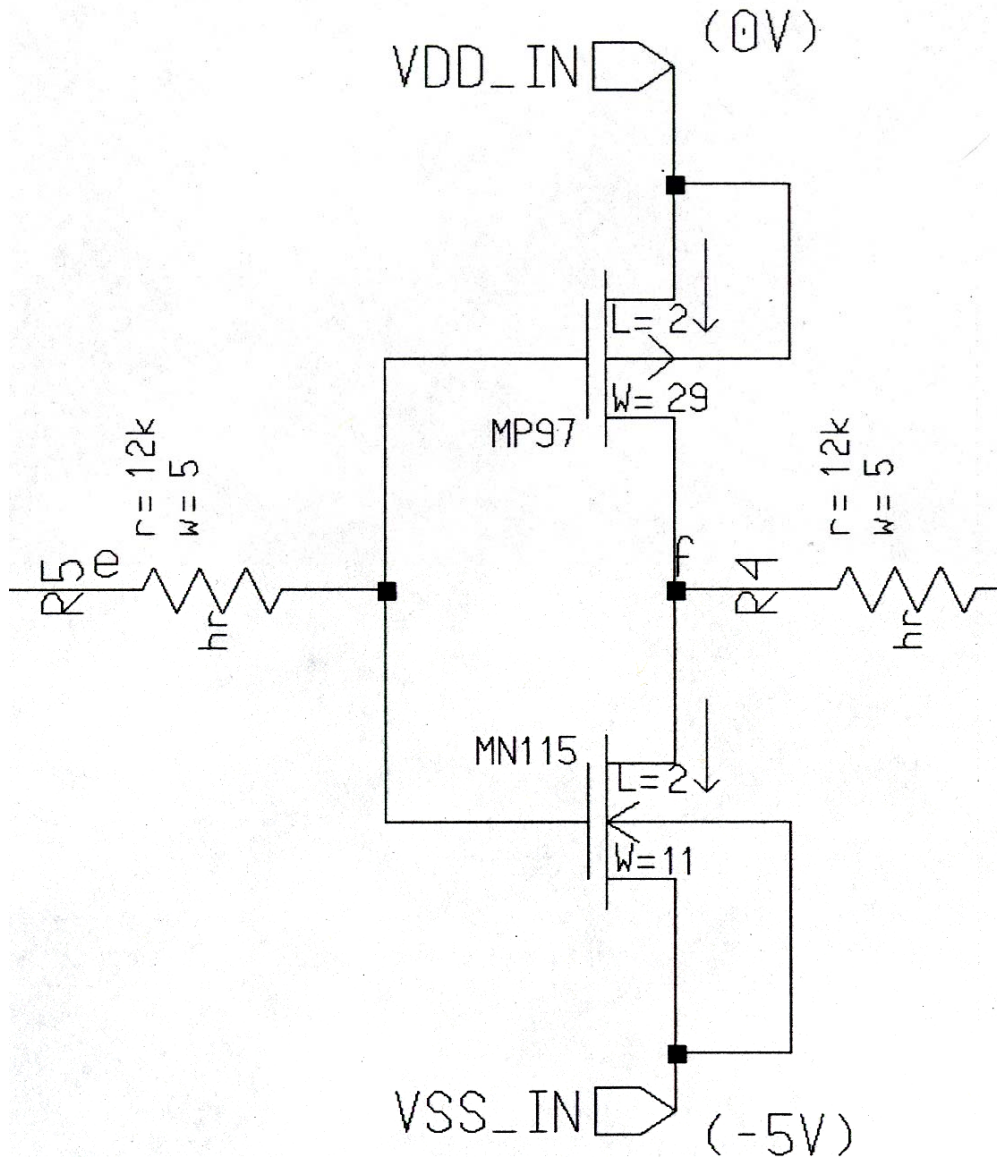 (0V)
VDD_IN
L=2
W=29
MP97
r=12k
w=5
R5
e
hr
f
r=12k
w=5
R4
hr
MN115
L=2
W=11
VSS_IN
(-5V)